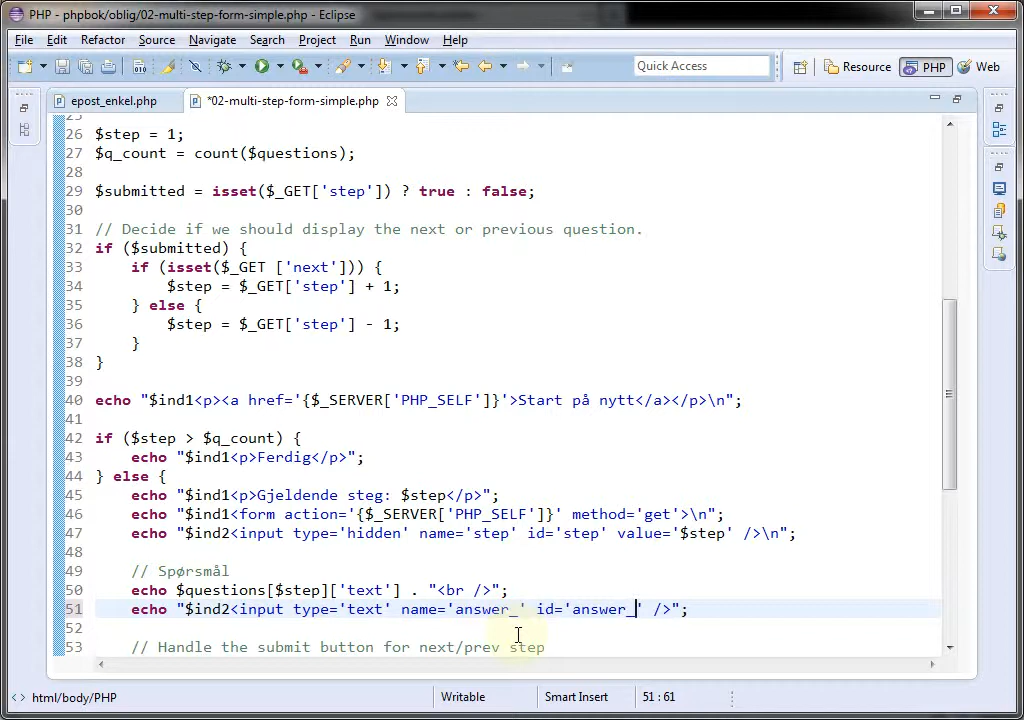 PHP - phpbok/oblig/02-multi-step-form-simple.php - Eclipse
File Edit Refactor Source Navigate Search Project Run Window Help
Quick Access Resource PHP Web
epost_enkel.php *02-multi-step-form-simple.php
25
26 $step = 1;
27 $q_count = count($questions);
28
29 $submitted = isset($_GET['step']) ? true : false;
30
31 // Decide if we should display the next or previous question.
32 if ($submitted) {
33 if (isset($_GET ['next'])) {
34 $step = $_GET['step'] + 1;
35 } else {
36 $step = $_GET['step'] - 1;
37 }
38 }
39
40 echo "$ind1<p><a href='{$_SERVER['PHP_SELF']}'>Start på nytt</a></p>\n";
41
42 if ($step > $q_count) {
43 echo "$ind1<p>Ferdig</p>";
44 } else {
45 echo "$ind1<p>Gjeldende steg: $step</p>";
46 echo "$ind1<form action='{$_SERVER['PHP_SELF']}' method='get'>\n";
47 echo "$ind2<input type='hidden' name='step' id='step' value='$step' />\n";
48
49 // Spørsmål
50 echo $questions[$step]['text'] . "<br />";
51 echo "$ind2<input type='text' name='answer_' id='answer_' />";
52
53 // Handle the submit button for next/prev step
html/body/PHP Writable Smart Insert 51 : 61